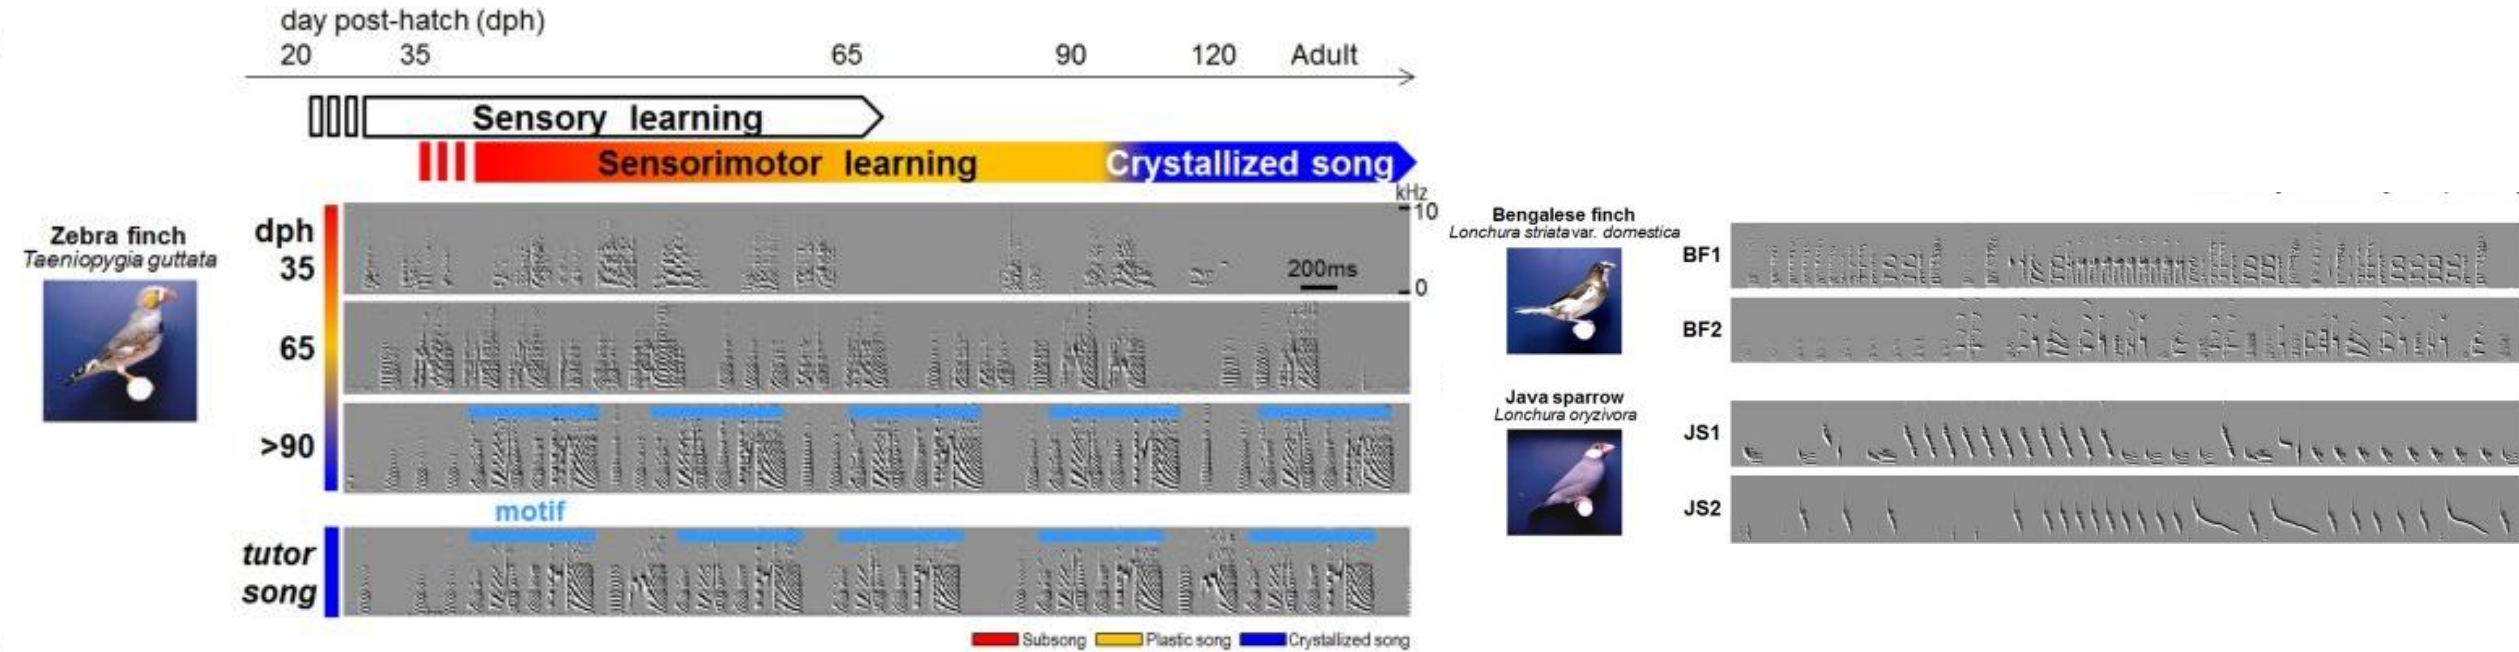 day post-hatch (dph)
20 35 65 90 120 Adult
Sensory learning
Sensorimotor learning Crystallized song
kHz
10
0
200ms
Zebra finch
Taeniopygia guttata
dph
35
65
>90
motif
tutor
song
Subsong Plastic song Crystallized song
Bengalese finch
Lonchura striatavar. domestica
BF1
BF2
Java sparrow
Lonchura oryzivora
JS1
JS2